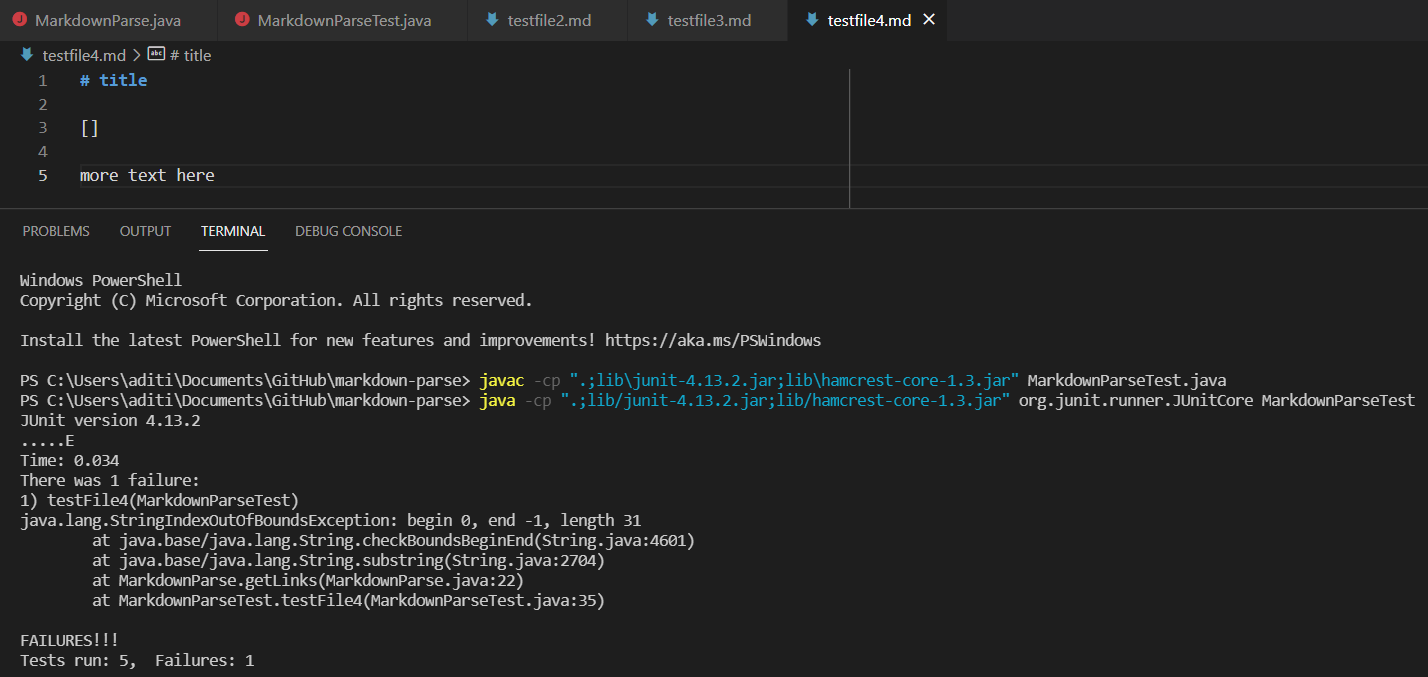 MarkdownParse.java MarkdownParseTest.java testfile2.md testfile3.md testfile4.md ×
testfile4.md > abc # title
1 # title
2
3 []
4
5 more text here
PROBLEMS OUTPUT TERMINAL DEBUG CONSOLE
Windows PowerShell
Copyright (C) Microsoft Corporation. All rights reserved.
Install the latest PowerShell for new features and improvements! https://aka.ms/PSWindows
PS C:\Users\aditi\Documents\GitHub\markdown-parse> javac -cp ".;lib\junit-4.13.2.jar;lib\hamcrest-core-1.3.jar" MarkdownParseTest.java
PS C:\Users\aditi\Documents\GitHub\markdown-parse> java -cp ".;lib/junit-4.13.2.jar;lib/hamcrest-core-1.3.jar" org.junit.runner.JUnitCore MarkdownParseTest
JUnit version 4.13.2
.....E
Time: 0.034
There was 1 failure:
1) testFile4(MarkdownParseTest)
java.lang.StringIndexOutOfBoundsException: begin 0, end -1, length 31
at java.base/java.lang.String.checkBoundsBeginEnd(String.java:4601)
at java.base/java.lang.String.substring(String.java:2704)
at MarkdownParse.getLinks(MarkdownParse.java:22)
at MarkdownParseTest.testFile4(MarkdownParseTest.java:35)
FAILURES!!!
Tests run: 5,  Failures: 1